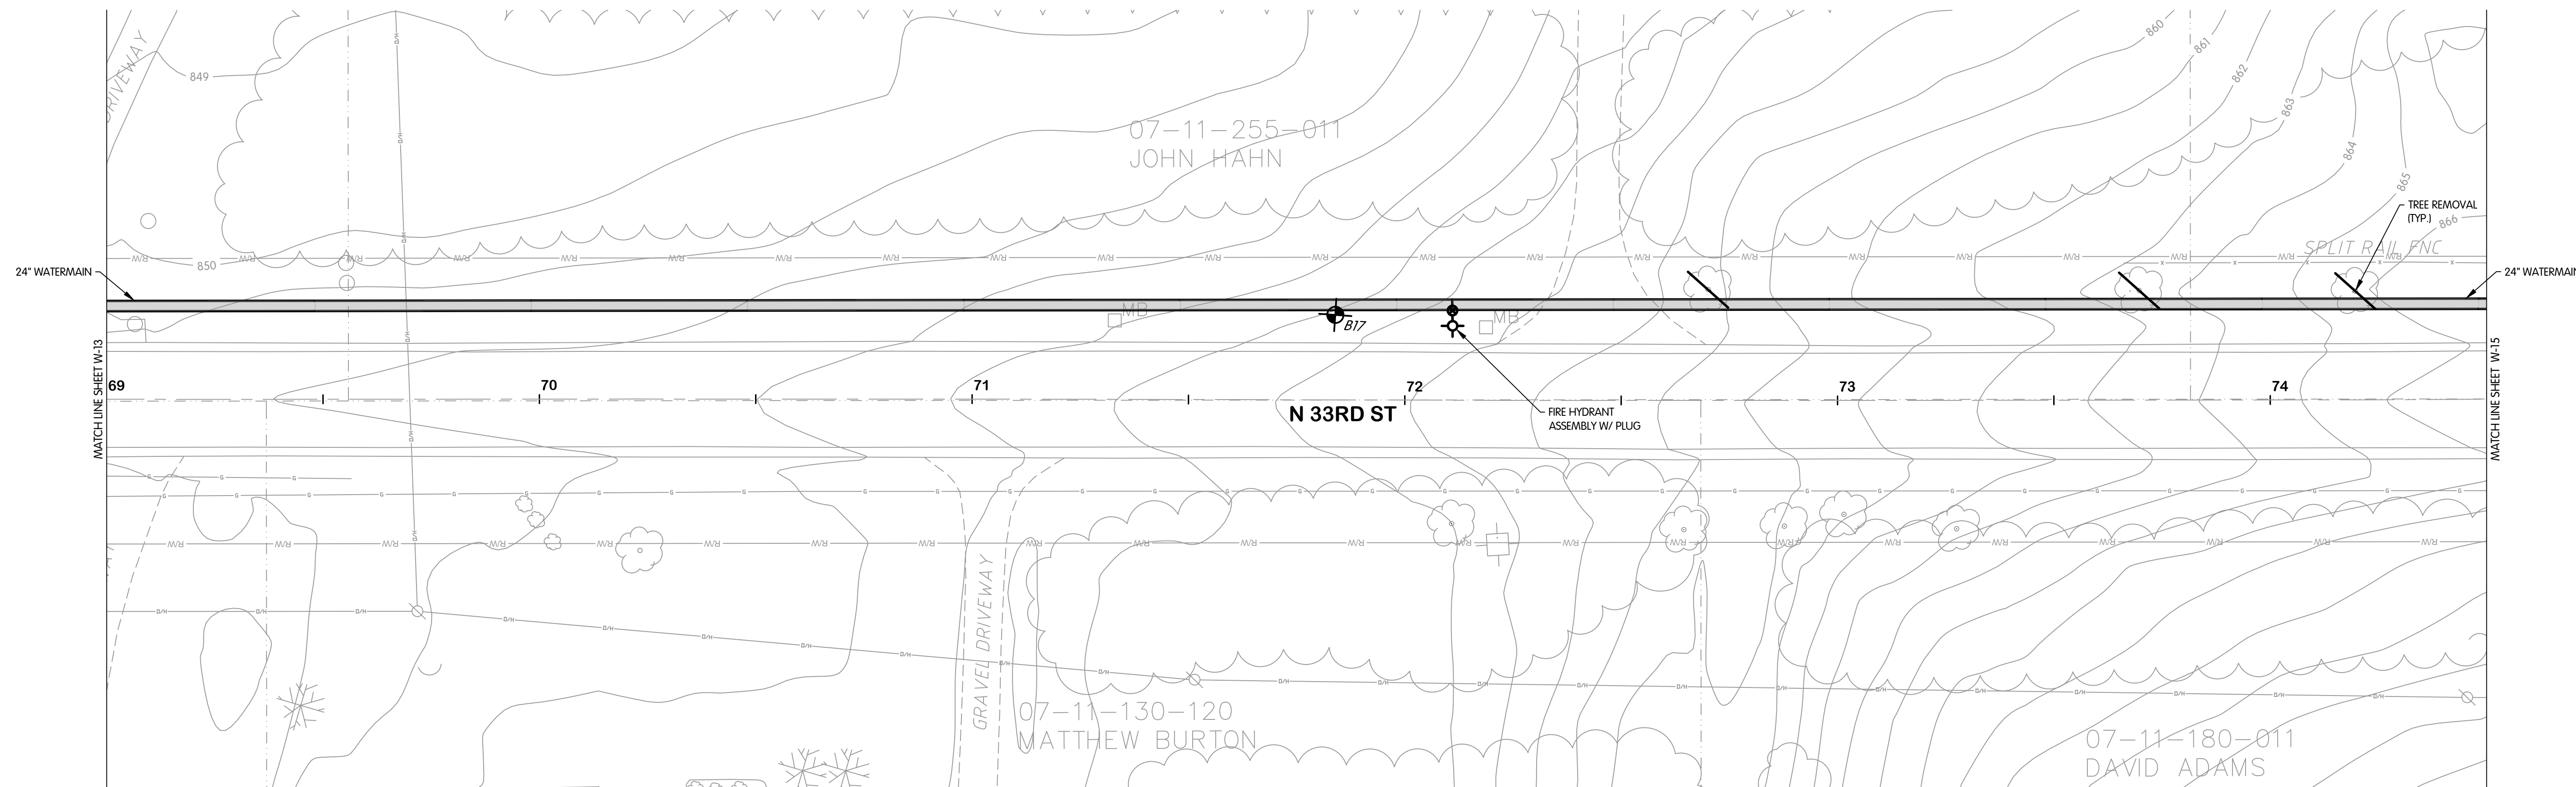 DRIVEWAY
849
860
861
862
863
864
865
866
07-11-255-011
JOHN HAHN
TREE REMOVAL
(TYP.)
SPLIT RAIL FNC
850
R/W
24" WATERMAIN
24" WATERMAIN
MB
B17
MB
MATCH LINE SHEET W-13
MATCH LINE SHEET W-15
69
70
71
72
73
74
N 33RD ST
FIRE HYDRANT
ASSEMBLY W/ PLUG
G
R/W
GRAVEL DRIVEWAY
07-11-130-120
MATTHEW BURTON
07-11-180-011
DAVID ADAMS